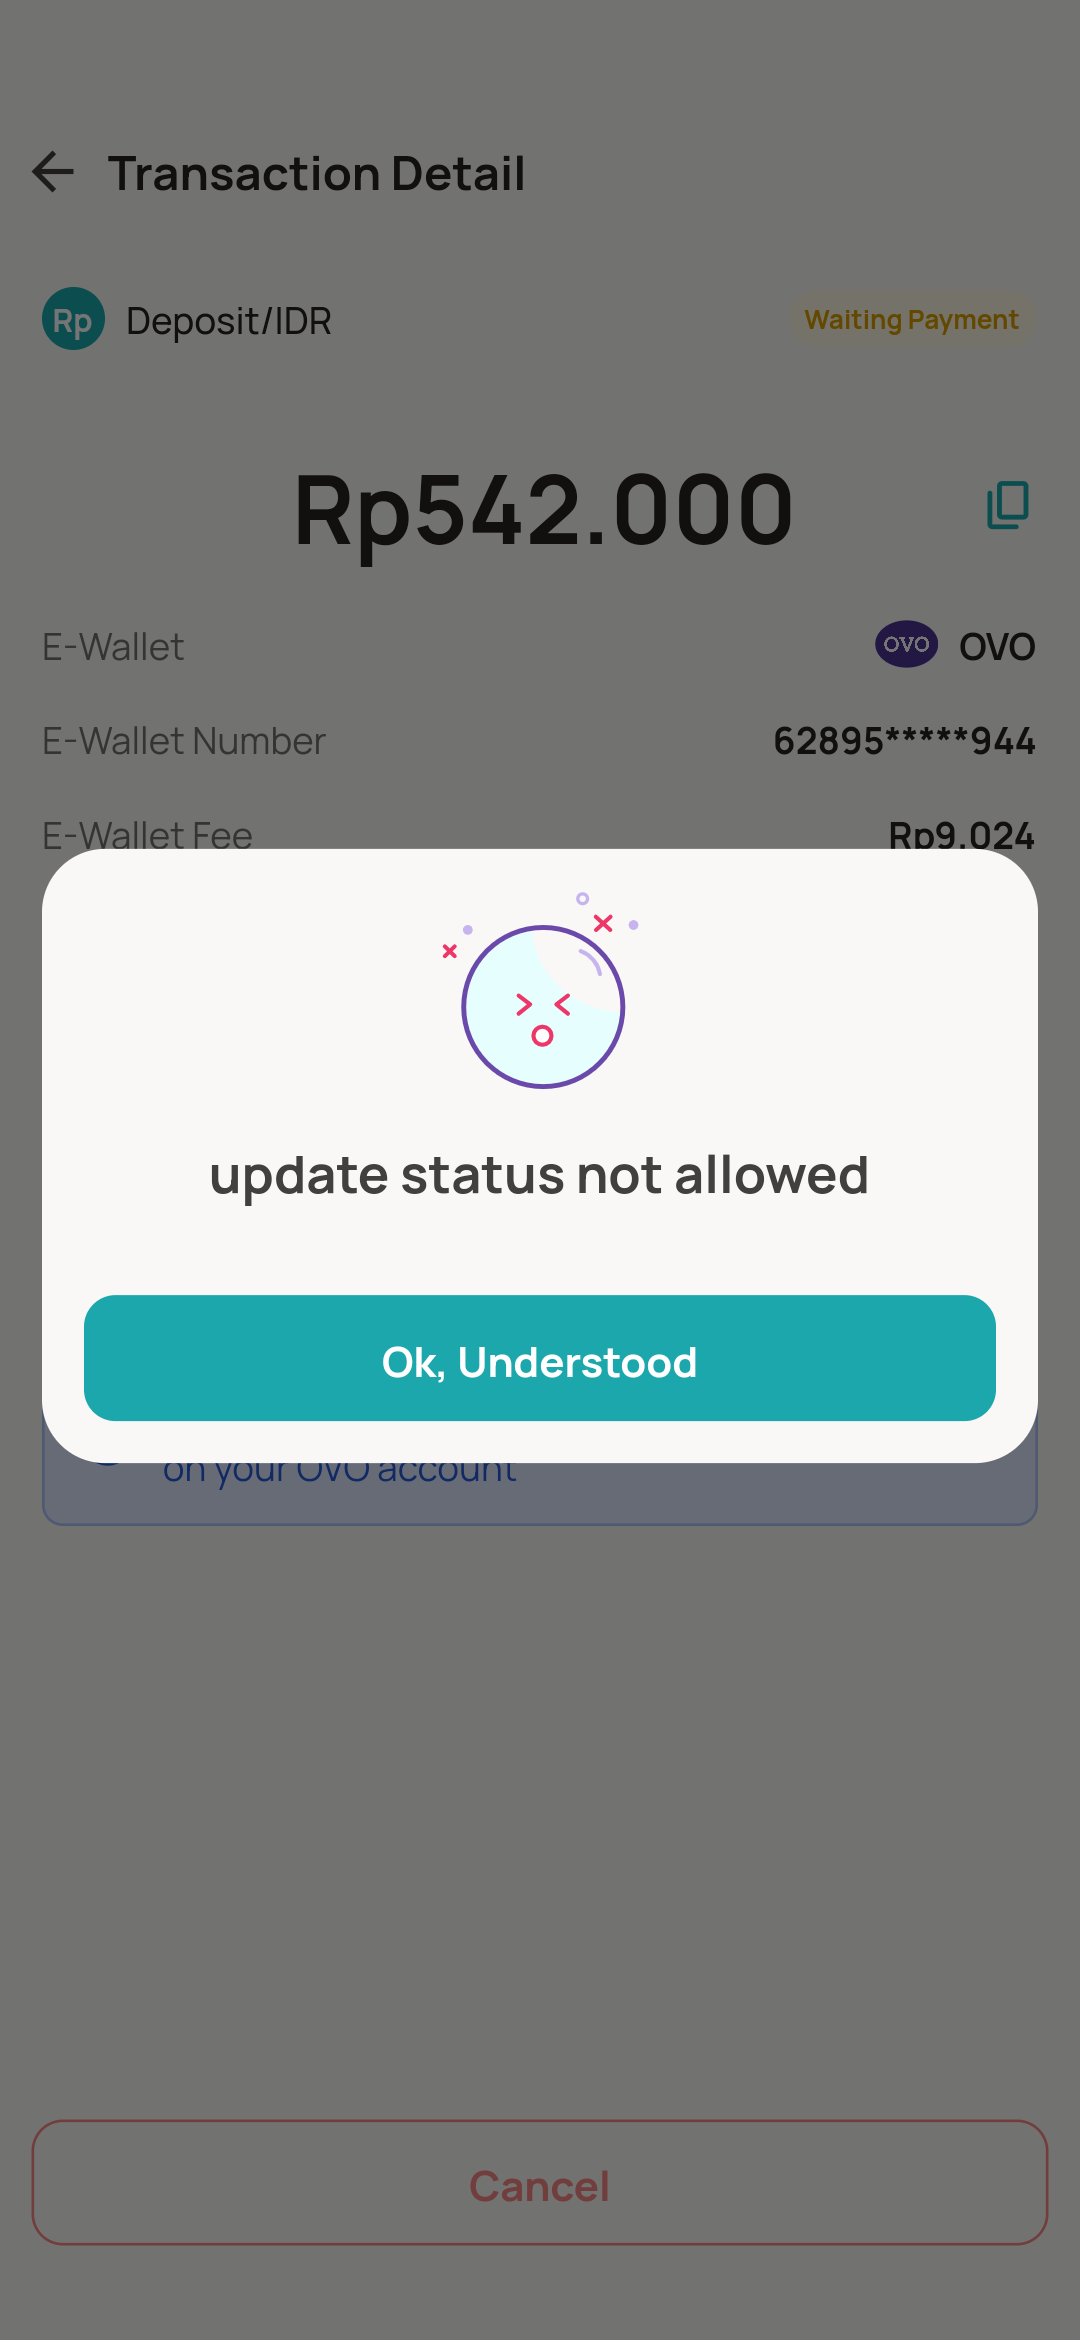 Transaction Detail
Rp Deposit/IDR Waiting Payment
Rp542.000
E-Wallet OVO OVO
E-Wallet Number 62895*****944
E-Wallet Fee Rp9.024
update status not allowed
Ok, Understood
on your OVO account
Cancel